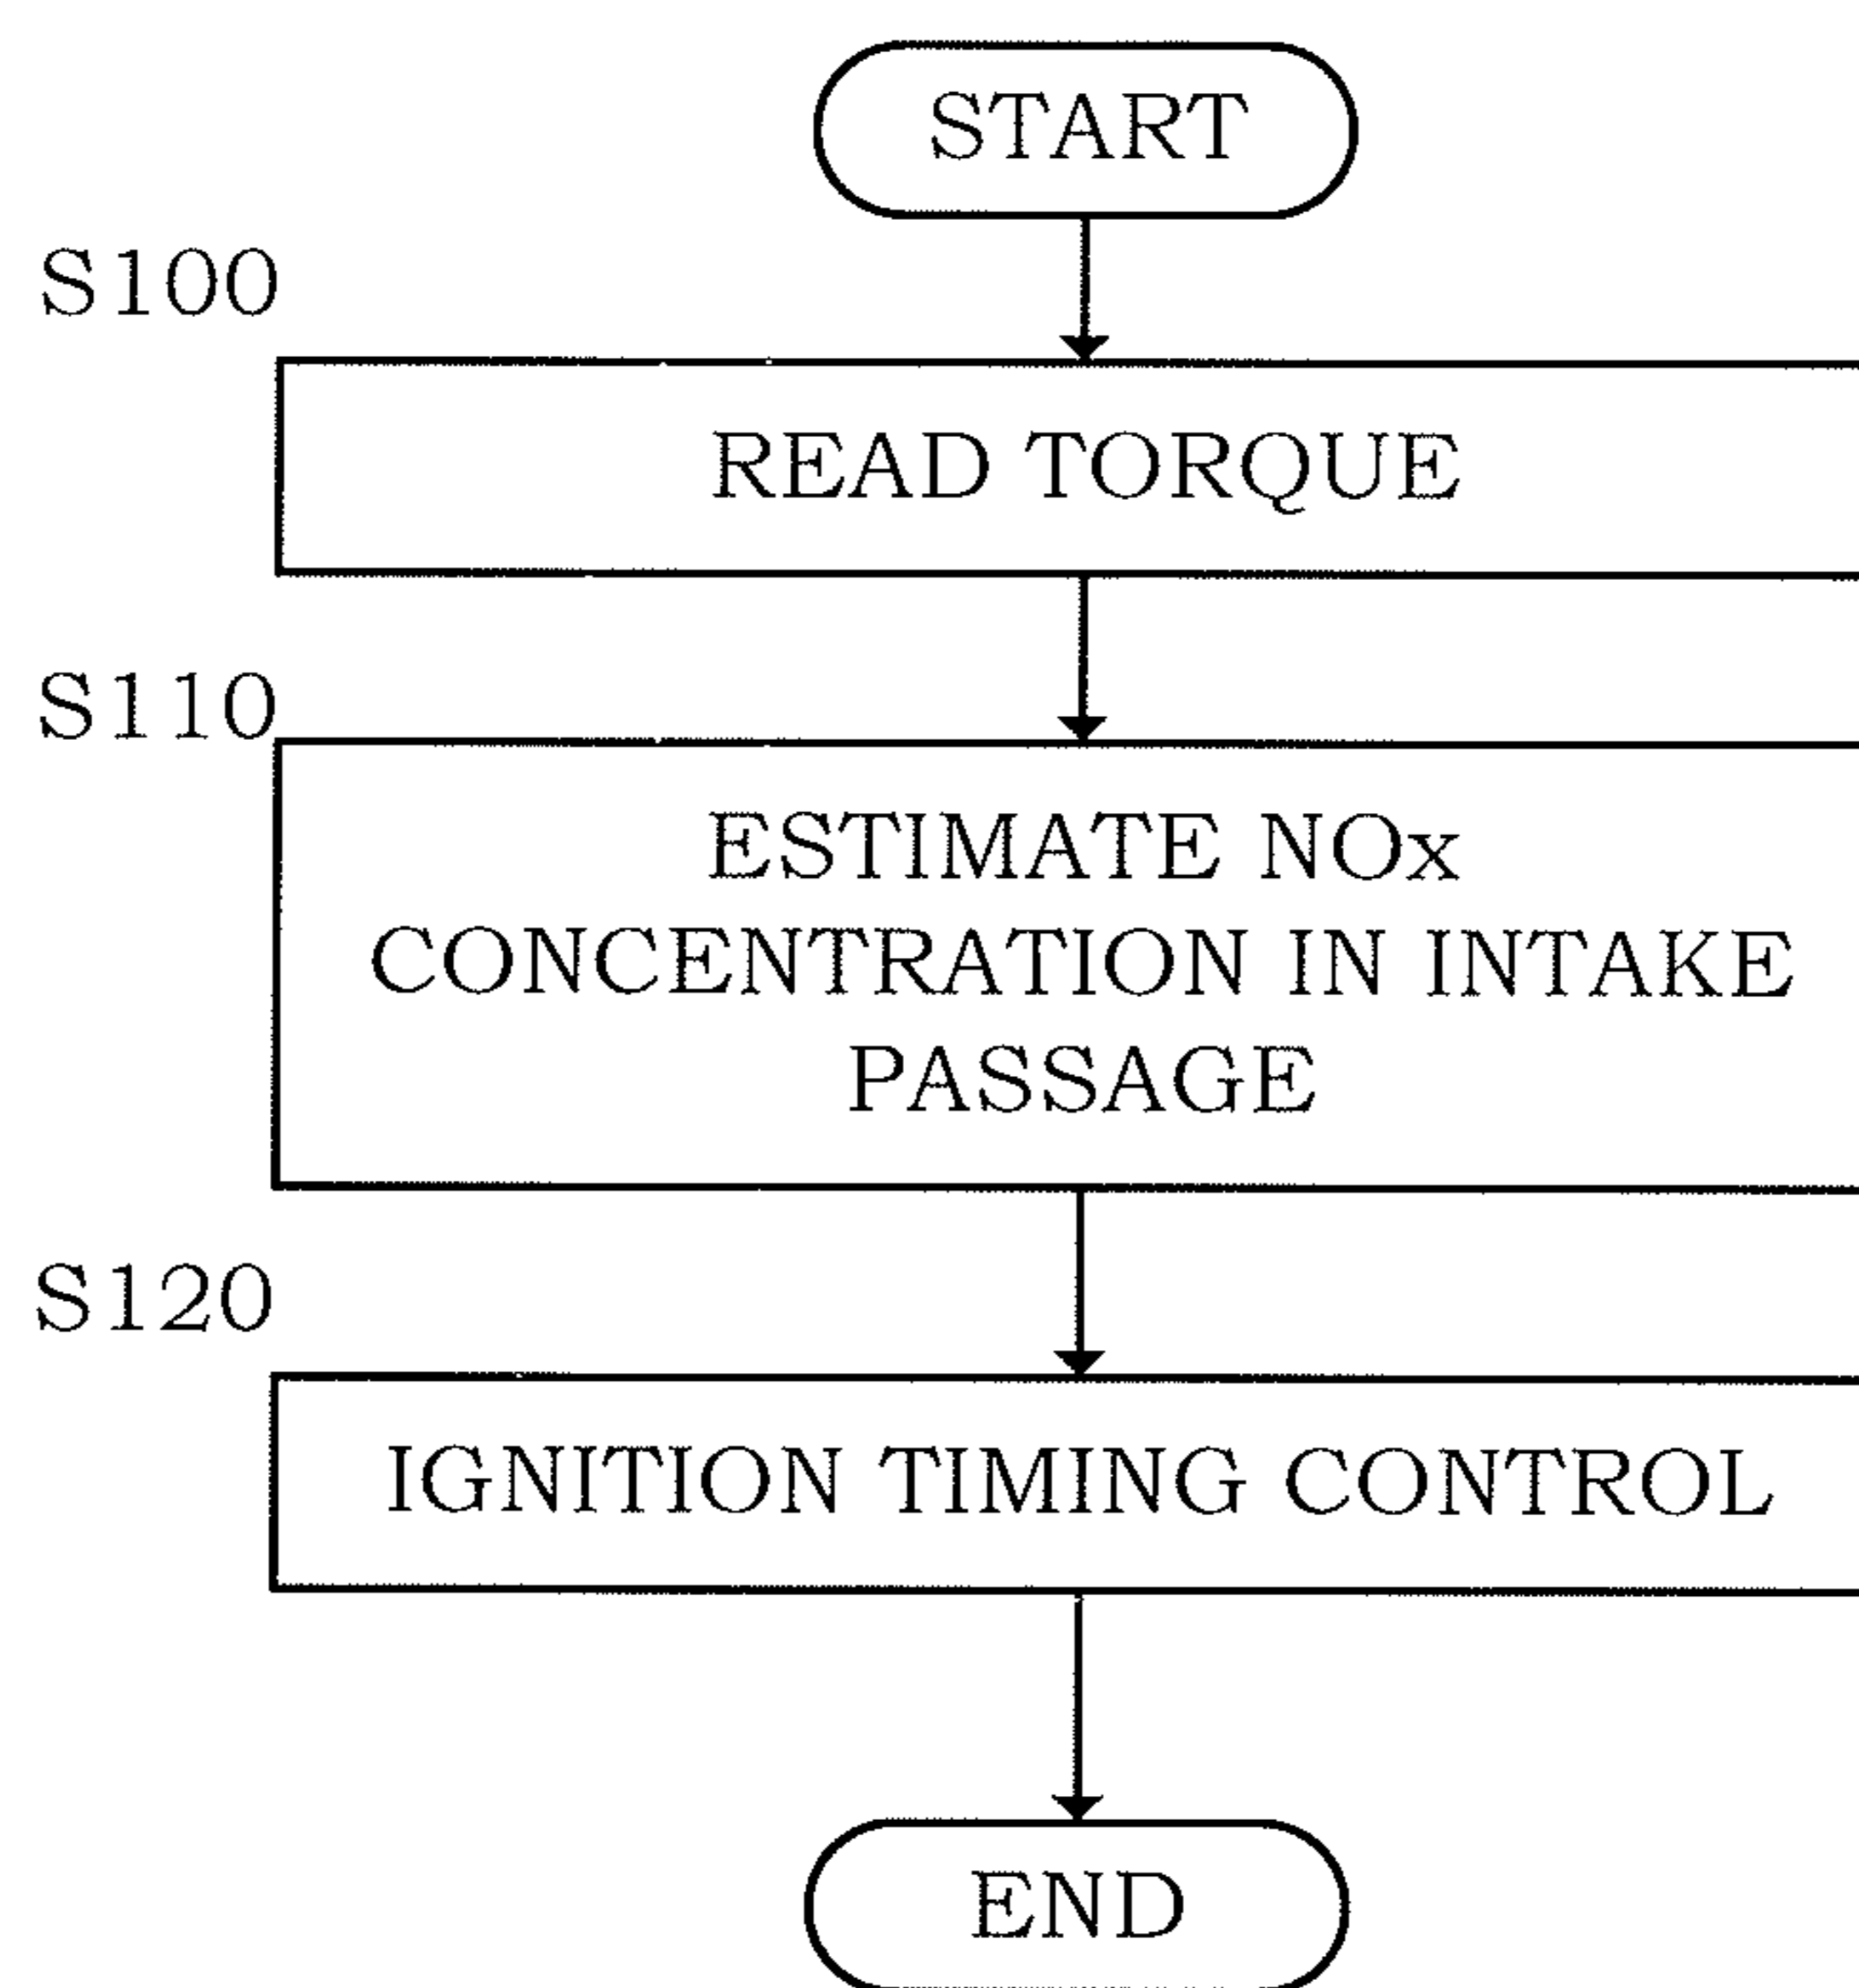 START
S100
READ TORQUE
S110
ESTIMATE NOx
CONCENTRATION IN INTAKE
PASSAGE
S120
IGNITION TIMING CONTROL
END